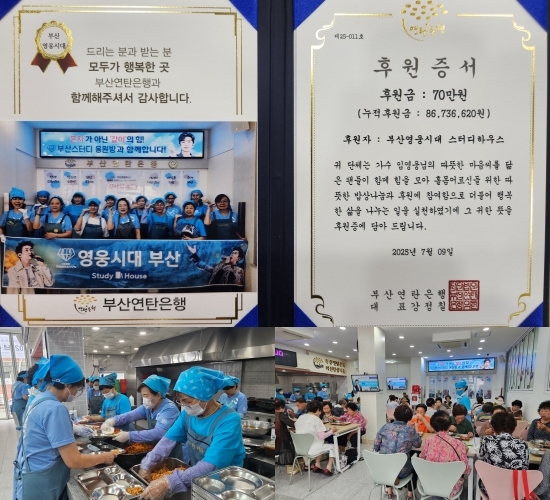 부산
영웅시대
드리는 분과 받는 분
모두가 행복한 곳
부산연탄은행과
함께해주셔서 감사합니다.
혼자가 아닌 같이의 힘!
부산스터디 응원방과 함께합니다!
부산연탄은행
영웅시대 부산
Study House
부산연탄은행
제25-011호
후원증서
후원금 : 70만원
(누적후원금 : 86,736,620원)
후원자 : 부산영웅시대 스터디하우스
귀 단체는 가수 임영웅님의 따뜻한 마음씨를 닮
은 팬들이 함께 힘을 모아 홀몸어르신을 위한 따
뜻한 밥상나눔과 후원에 참여함으로 더불어 행복
한 삶을 나누는 일을 실천하였기에 그 귀한 뜻을
후원증에 담아 드립니다.
2025년 7월 09일
부산연탄은행
대 표 강정칠